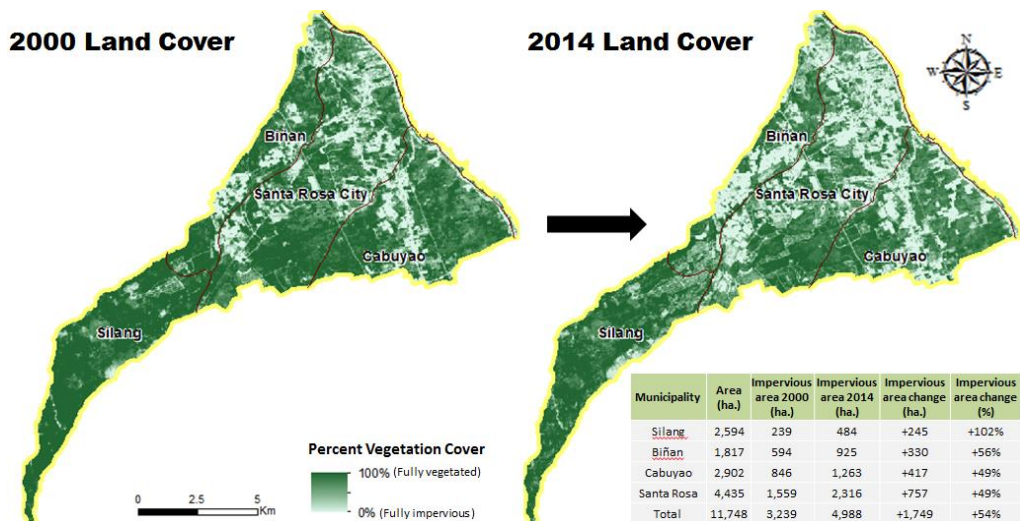 2000 Land Cover
Biñan
Santa Rosa City
Cabuyao
Silang
Percent Vegetation Cover
100% (Fully vegetated)
0% (Fully impervious)
0 2.5 5
Km
2014 Land Cover
N
W E
S
Biñan
Santa Rosa City
Cabuyao
Silang
Municipality Area (ha.) Impervious area 2000 (ha.) Impervious area 2014 (ha.) Impervious area change (ha.) Impervious area change (%)
Silang 2,594 239 484 +245 +102%
Biñan 1,817 594 925 +330 +56%
Cabuyao 2,902 846 1,263 +417 +49%
Santa Rosa 4,435 1,559 2,316 +757 +49%
Total 11,748 3,239 4,988 +1,749 +54%